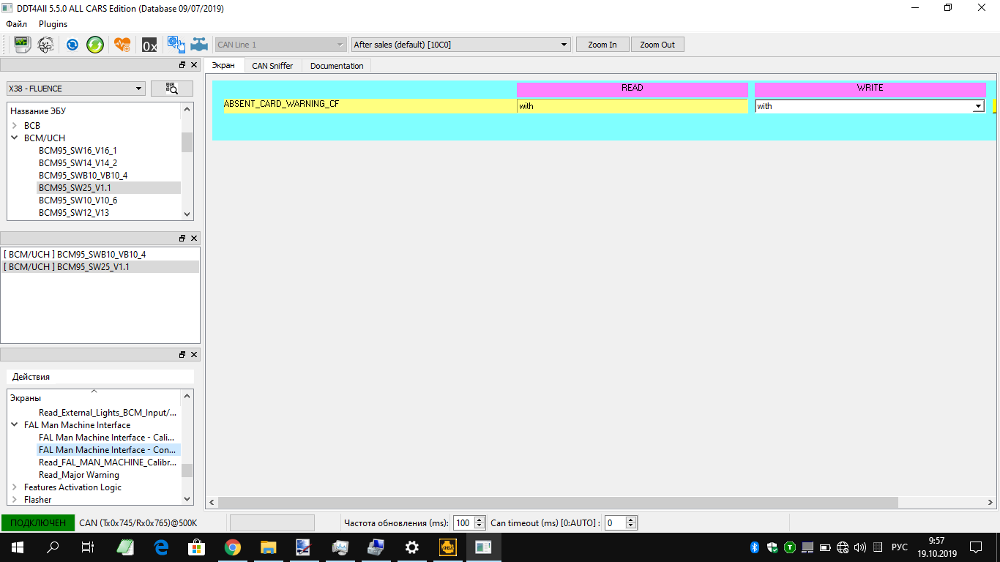 DDT4All 5.5.0 ALL CARS Edition (Database 09/07/2019)
Файл Plugins
0x CAN Line 1 After sales (default) [10C0] Zoom In Zoom Out
Экран CAN Sniffer Documentation
X38 - FLUENCE
Название ЭБУ
BCB
BCM/UCH
BCM95_SW16_V16_1
BCM95_SW14_V14_2
BCM95_SWB10_VB10_4
BCM95_SW25_V1.1
BCM95_SW10_V10_6
BCM95_SW12_V13
READ WRITE
ABSENT_CARD_WARNING_CF with with
[ BCM/UCH ] BCM95_SWB10_VB10_4
[ BCM/UCH ] BCM95_SW25_V1.1
Действия
Экраны
Read_External_Lights_BCM_Input/...
FAL Man Machine Interface
FAL Man Machine Interface - Cali...
FAL Man Machine Interface - Con...
Read_FAL_MAN_MACHINE_Calibr...
Read_Major Warning
Features Activation Logic
Flasher
ПОДКЛЮЧЕН CAN (Tx0x745/Rx0x765)@500K Частота обновления (ms): 100 Can timeout (ms) [0:AUTO] : 0
CHECK РУС 9:57
19.10.2019